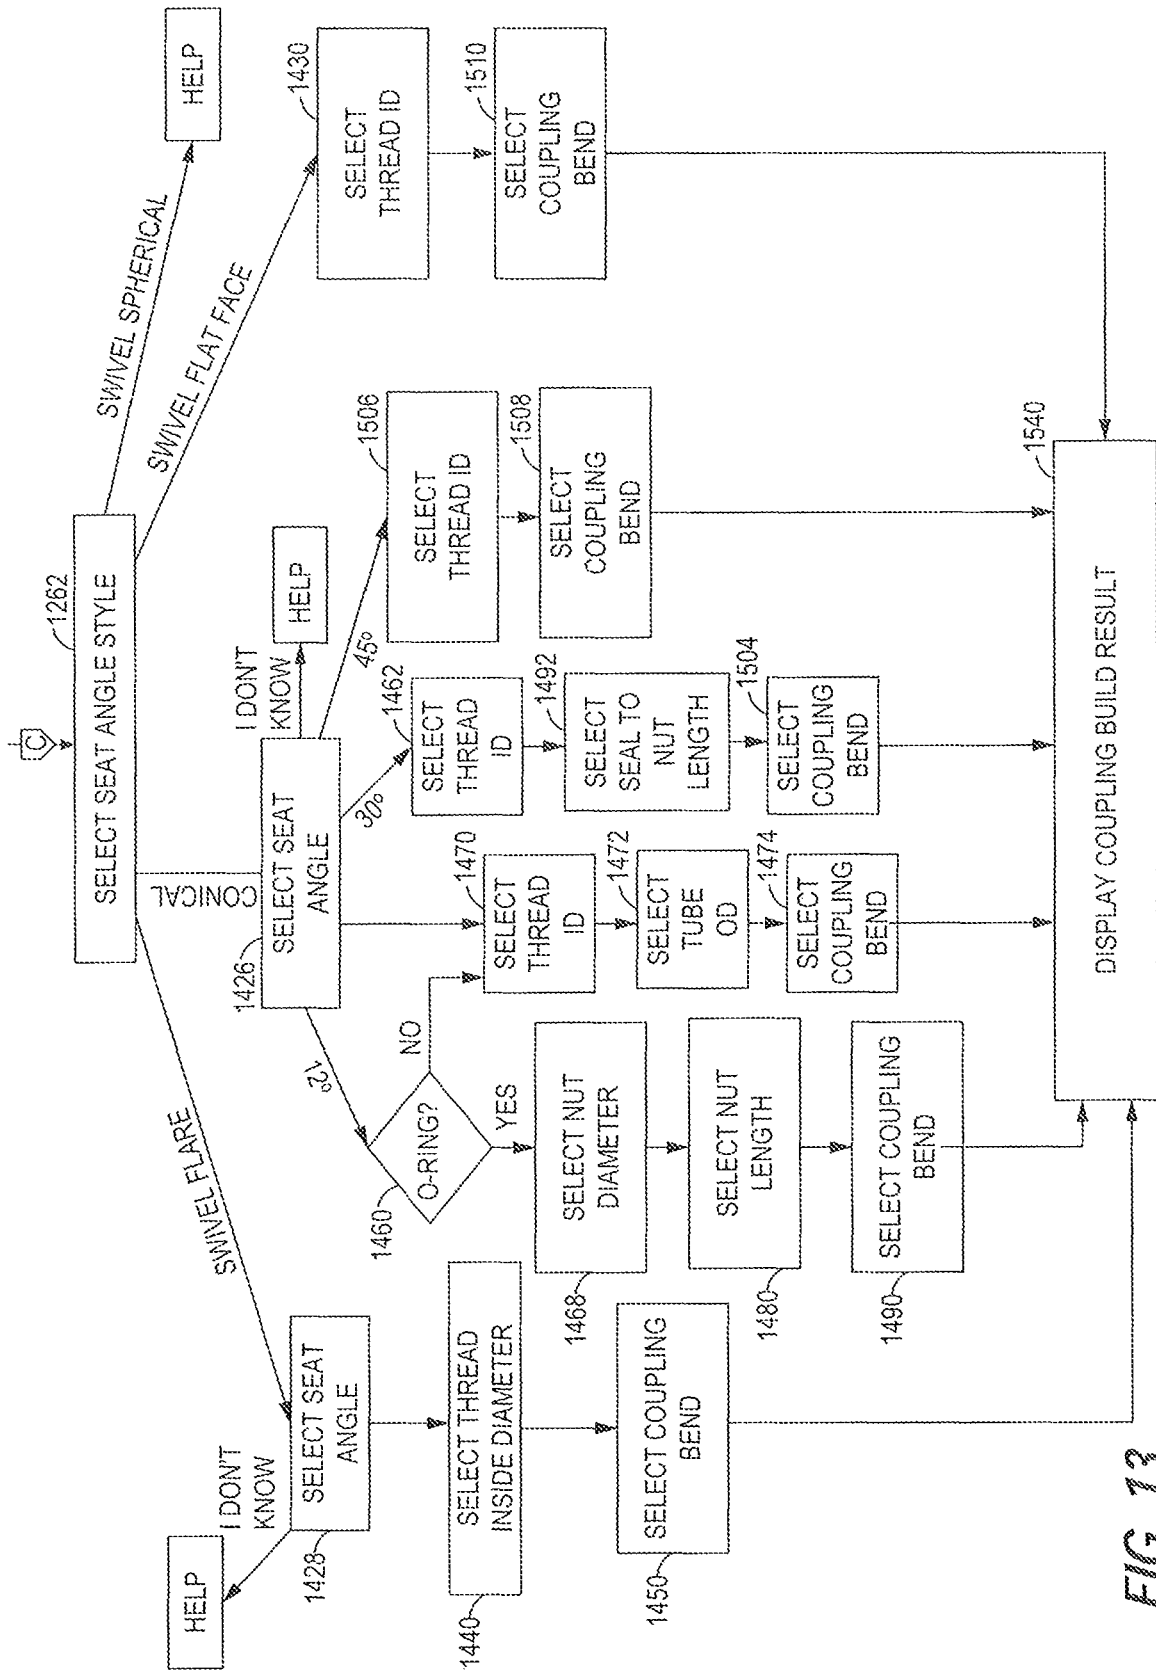 C
1262
SELECT SEAT ANGLE STYLE
SWIVEL FLARE
CONICAL
SWIVEL SPHERICAL
HELP
SWIVEL FLAT FACE
HELP
I DON'T
KNOW
1428
SELECT SEAT
ANGLE
1440
SELECT THREAD
INSIDE DIAMETER
1450
SELECT COUPLING
BEND
1426
SELECT SEAT
ANGLE
I DON'T
KNOW
HELP
12°
30°
45°
1460
O-RING?
NO
YES
1468
SELECT NUT
DIAMETER
1480
SELECT NUT
LENGTH
1490
SELECT COUPLING
BEND
1470
SELECT
THREAD
ID
1472
SELECT
TUBE
OD
1474
SELECT
COUPLING
BEND
1462
SELECT
THREAD
ID
1492
SELECT
SEAL TO
NUT
LENGTH
1504
SELECT
COUPLING
BEND
1506
SELECT
THREAD ID
1508
SELECT
COUPLING
BEND
1430
SELECT
THREAD ID
1510
SELECT
COUPLING
BEND
1540
DISPLAY COUPLING BUILD RESULT
FIG. 13